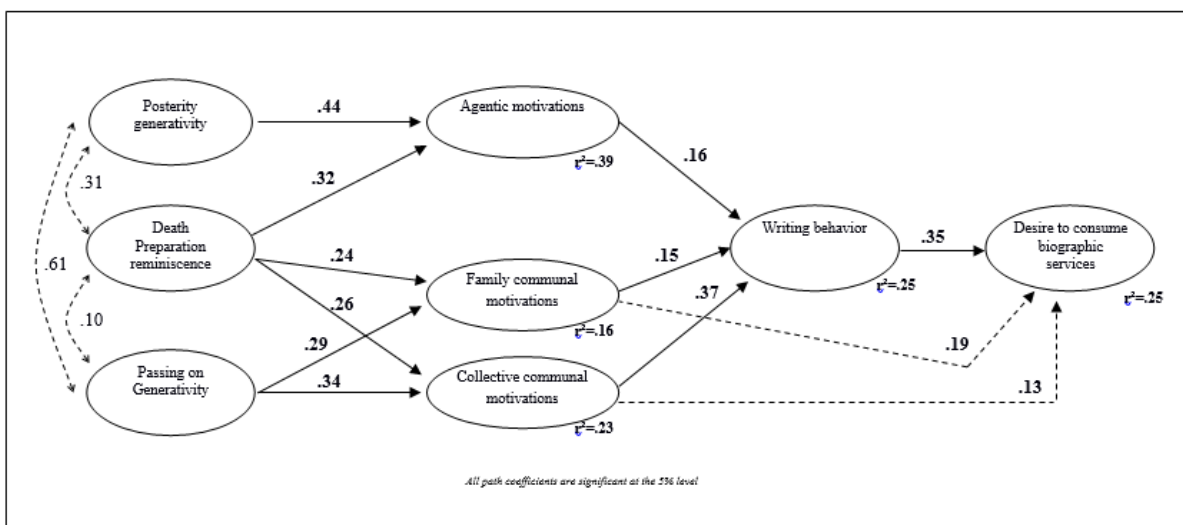 Posterity
generativity
.44
Agentic motivations
r²=.39
.16
.31
.32
Death
Preparation
reminiscence
.61
.24
Writing behavior
.35
Desire to consume
biographic
services
.15
Family communal
motivations
.37
r²=.25
r²=.25
.26
.10
r²=.16
.29
.19
Passing on
Generativity
.34
Collective communal
motivations
.13
r²=.23
All path coefficients are significant at the 5% level